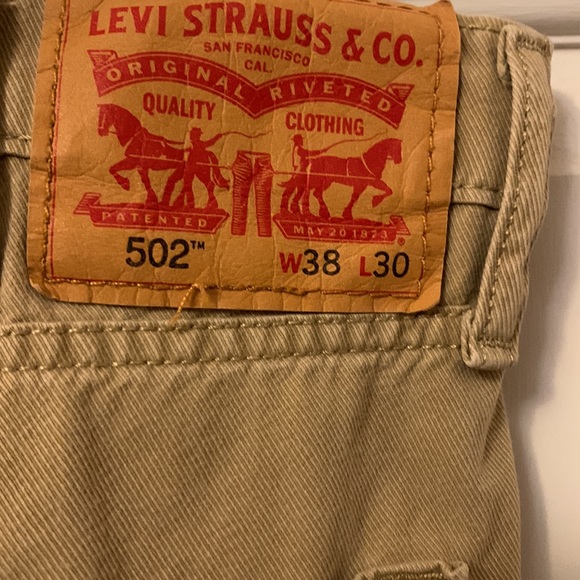 LEVI STRAUSS & CO.
SAN FRANCISCO
CAL.
ORIGINAL RIVETED
QUALITY CLOTHING
PATENTED MAY 20 1873
502™ W38 L30